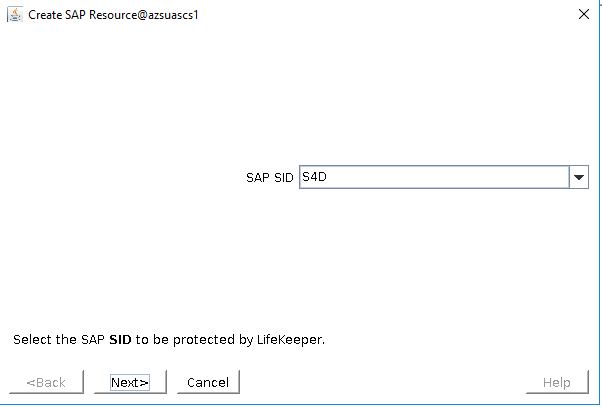 Create SAP Resource@azsuascs1
SAP SID S4D
Select the SAP SID to be protected by LifeKeeper.
<Back Next> Cancel Help